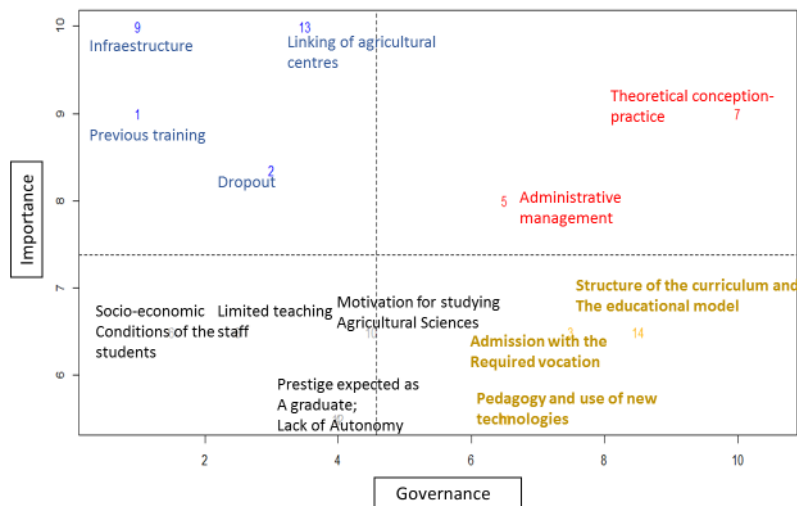 10
9
8
7
6
Importance
9
Infraestructure
13
Linking of agricultural
centres
1
Previous training
2
Dropout
Theoretical conception-
practice
7
5
Administrative
management
Socio-economic
Conditions of the
students
Limited teaching
staff
Motivation for studying
Agricultural Sciences
10
Prestige expected as
A graduate;
Lack of Autonomy
Structure of the curriculum and
The educational model
3
14
Admission with the
Required vocation
Pedagogy and use of new
technologies
2
4
6
8
10
Governance